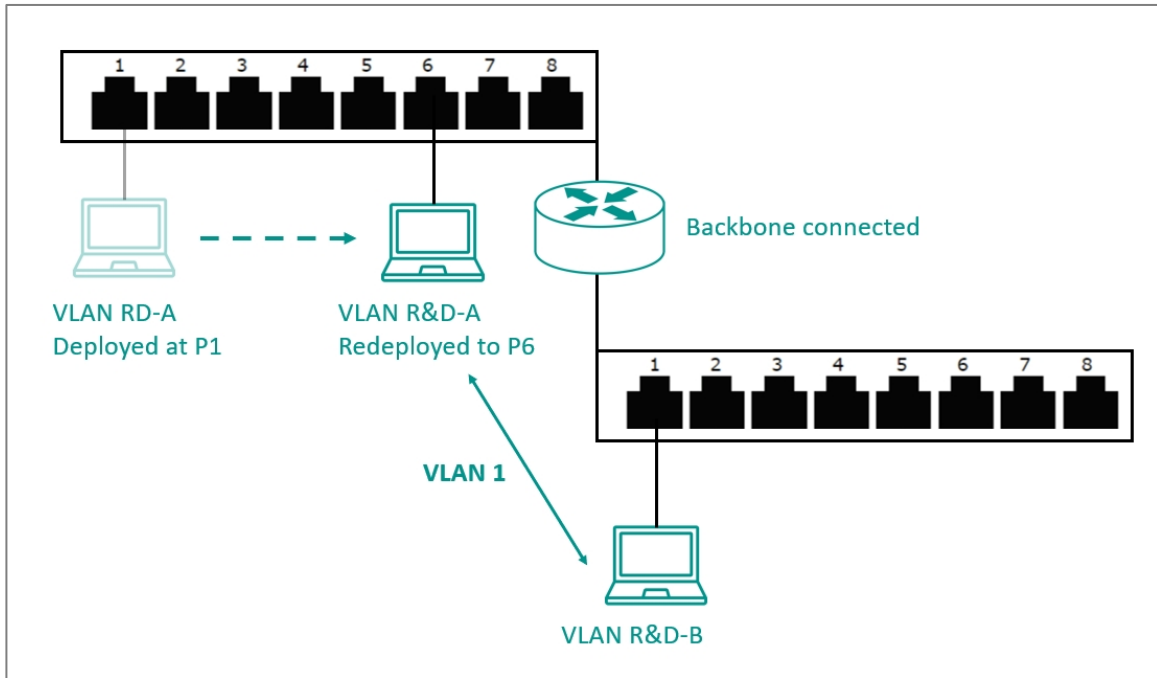 1 2 3 4 5 6 7 8
Backbone connected
VLAN RD-A
Deployed at P1
VLAN R&D-A
Redeployed to P6
1 2 3 4 5 6 7 8
VLAN 1
VLAN R&D-B